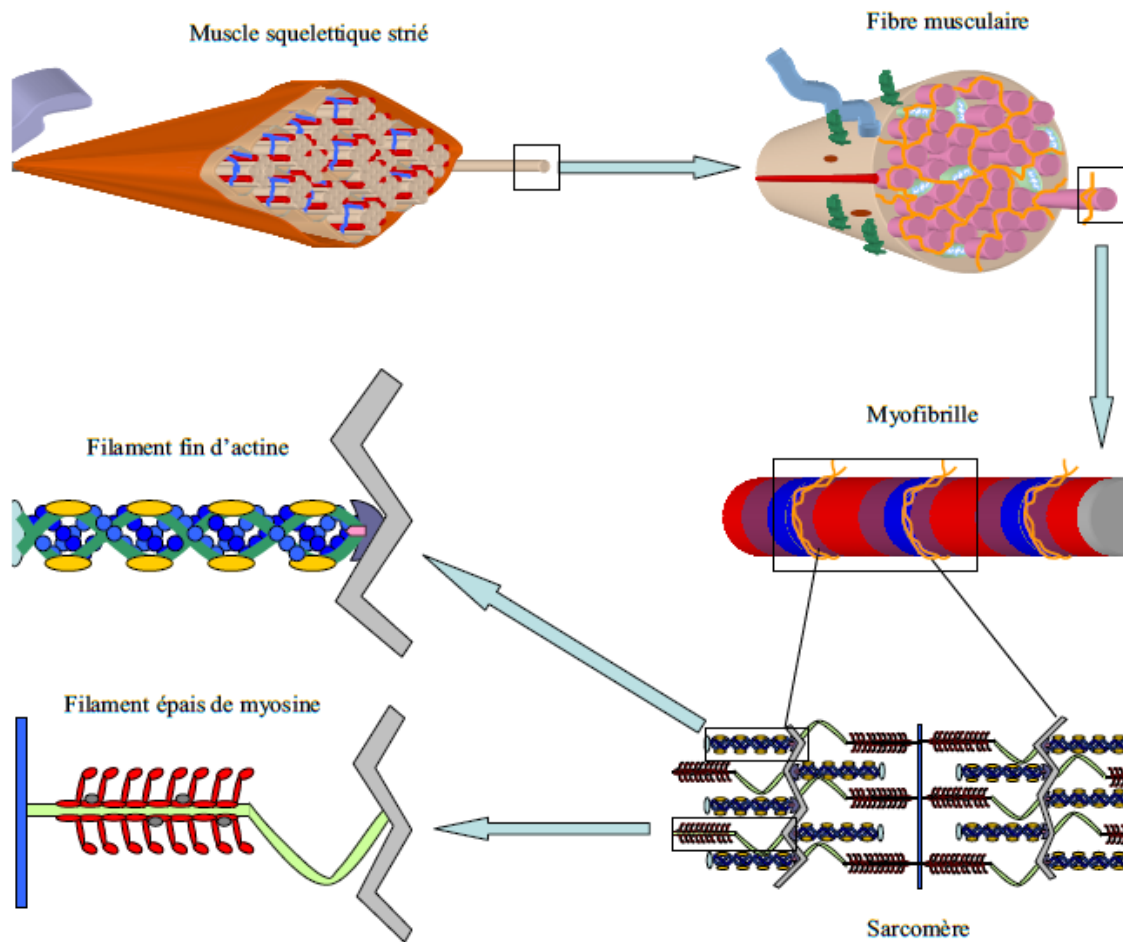 Muscle squelettique strié
Fibre musculaire
Filament fin d’actine
Myofibrille
Filament épais de myosine
Sarcomère